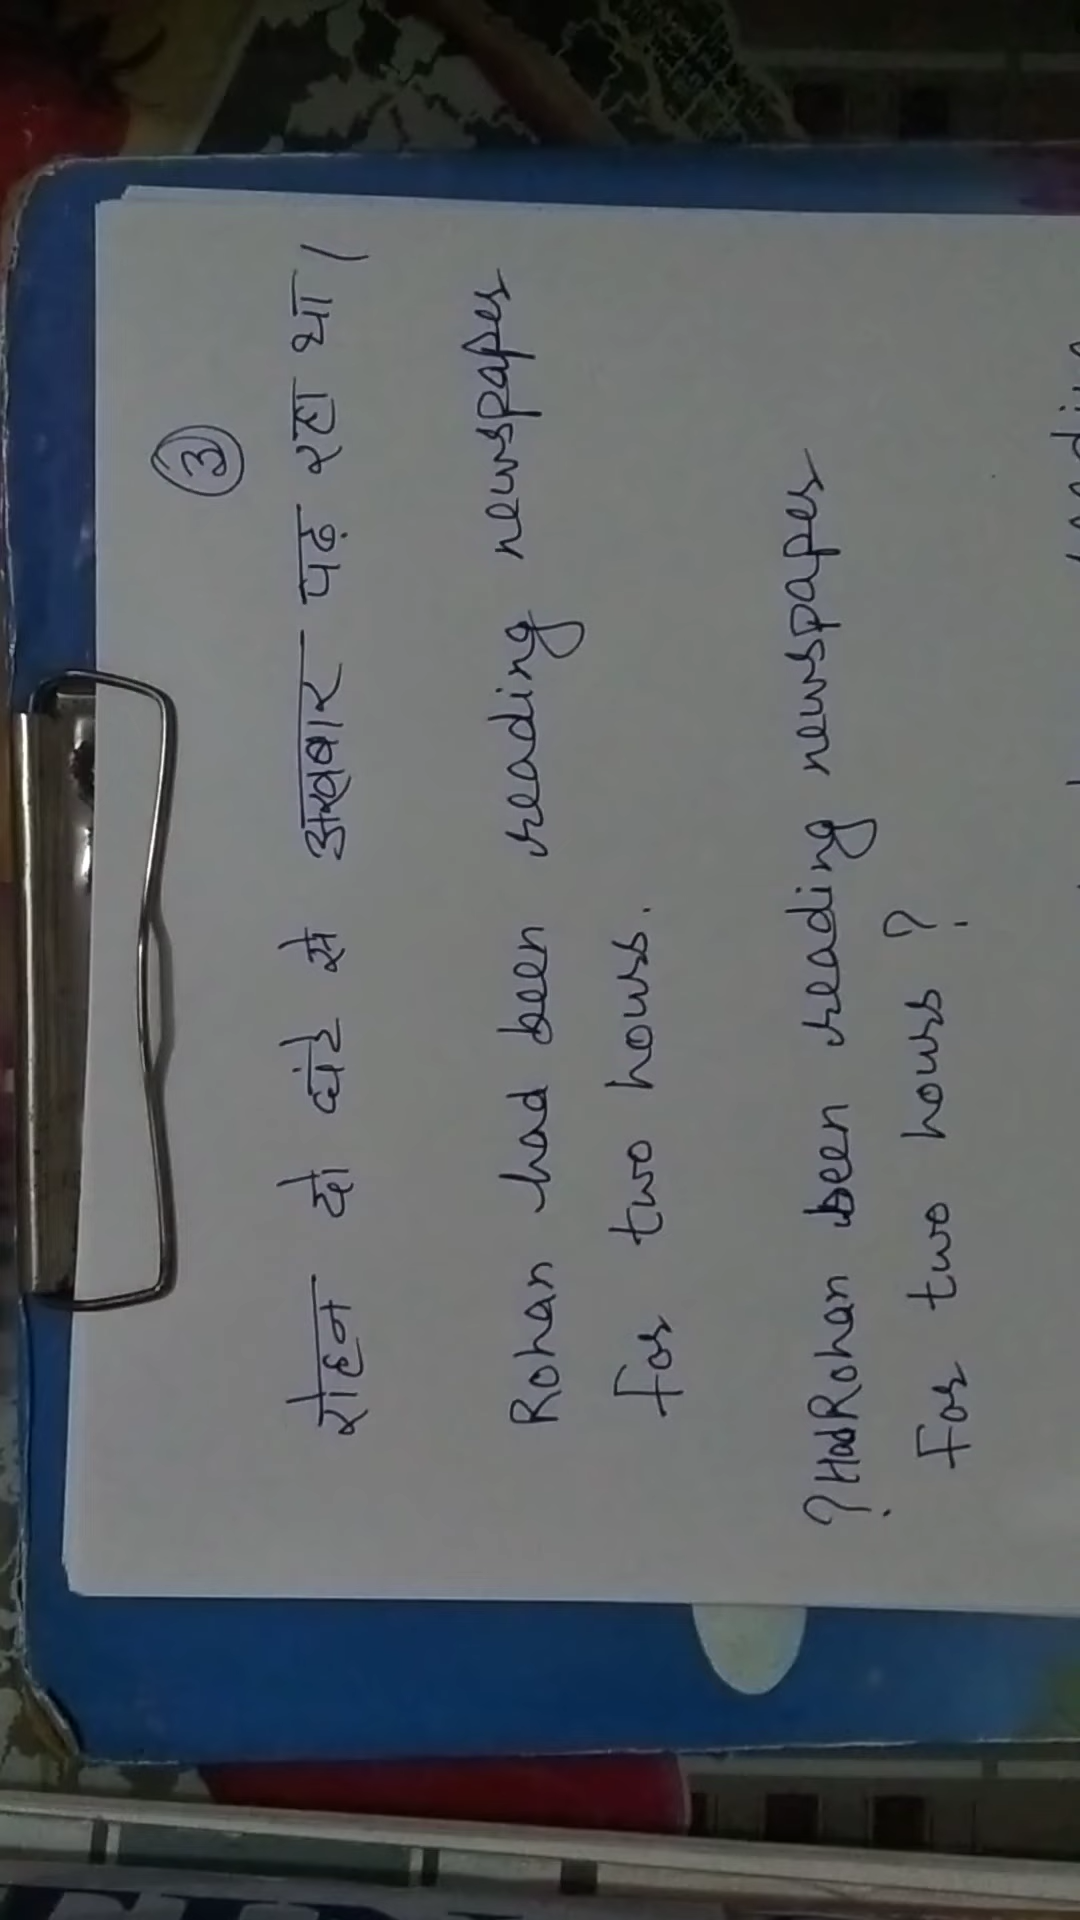 3
रोहन दो घंटे से अखबार पढ़ रहा था।
Rohan had been reading newspaper
for two hours.
? Had Rohan been reading newspaper
For two hours ?